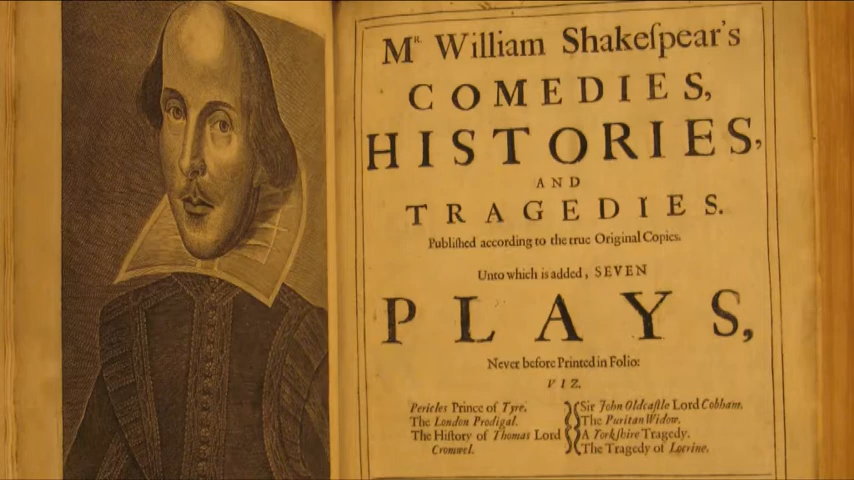 Mr. William Shakeſpear's
COMEDIES,
HISTORIES,
AND
TRAGEDIES.
Publiſhed according to the true Original Copies.
Unto which is added, SEVEN
PLAYS,
Never before Printed in Folio:
VIZ.
Pericles Prince of Tyre.
The London Prodigal.
The Hiſtory of Thomas Lord
Cromwel.
Sir John Oldcaſtle Lord Cobham.
The Puritan Widow.
A Yorkſhire Tragedy.
The Tragedy of Locrine.